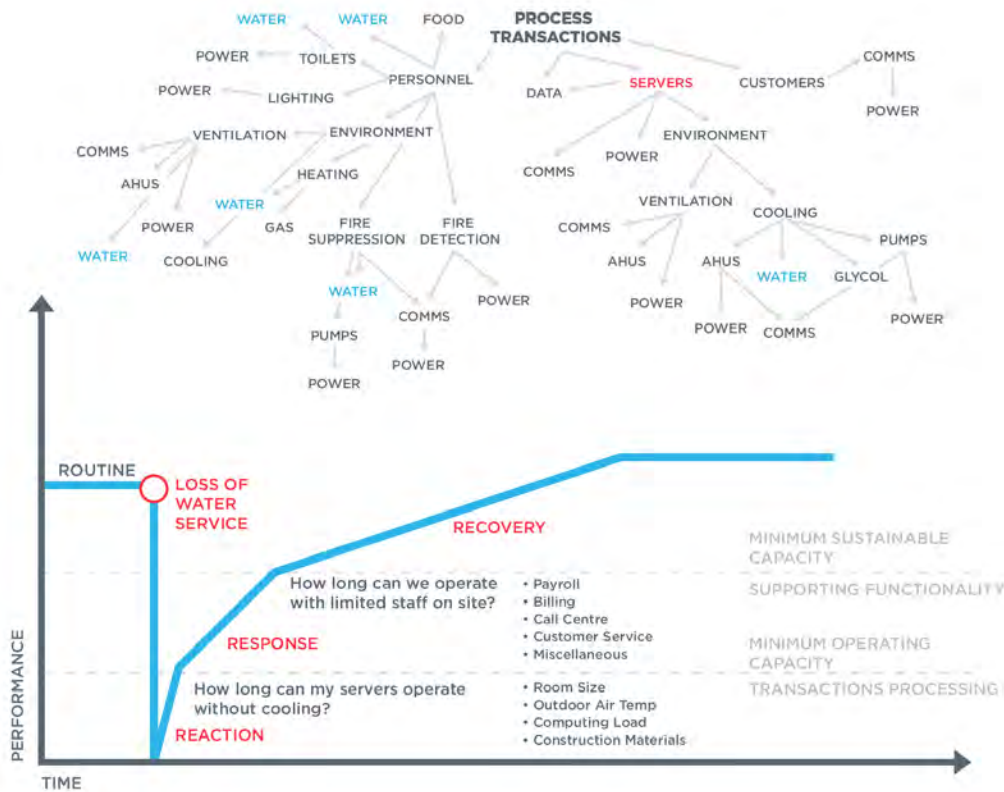 WATER
WATER
FOOD
PROCESS
TRANSACTIONS
POWER
TOILETS
PERSONNEL
COMMS
POWER
LIGHTING
DATA
SERVERS
CUSTOMERS
POWER
VENTILATION
ENVIRONMENT
ENVIRONMENT
COMMS
POWER
AHUS
HEATING
COMMS
WATER
VENTILATION
COOLING
POWER
GAS
FIRE
SUPPRESSION
FIRE
DETECTION
COMMS
PUMPS
WATER
COOLING
AHUS
AHUS
WATER
GLYCOL
WATER
POWER
POWER
POWER
COMMS
POWER
PUMPS
COMMS
POWER
POWER
ROUTINE
LOSS OF
WATER
SERVICE
RECOVERY
MINIMUM SUSTAINABLE
CAPACITY
How long can we operate
with limited staff on site?
• Payroll
• Billing
• Call Centre
• Customer Service
• Miscellaneous
SUPPORTING FUNCTIONALITY
RESPONSE
MINIMUM OPERATING
CAPACITY
How long can my servers operate
without cooling?
• Room Size
• Outdoor Air Temp
• Computing Load
• Construction Materials
TRANSACTIONS PROCESSING
REACTION
PERFORMANCE
TIME